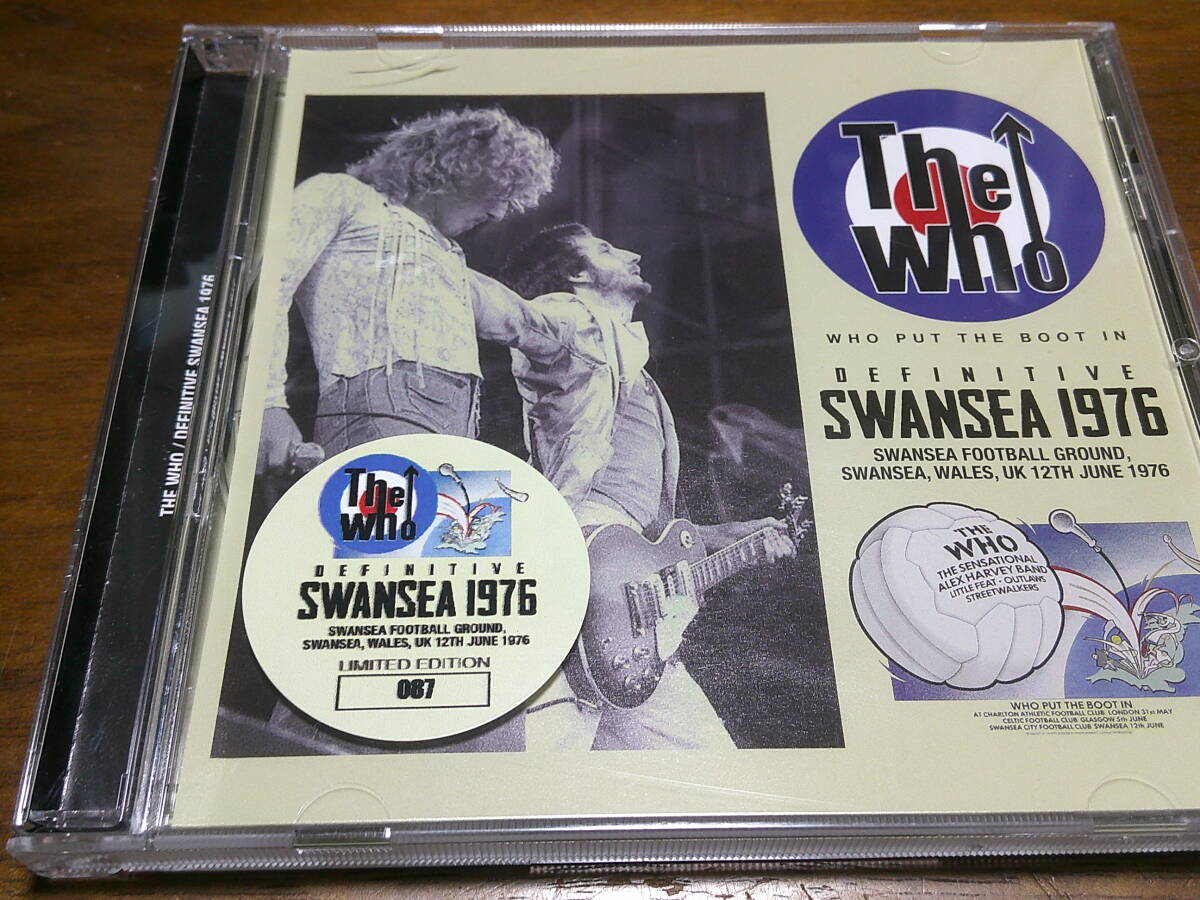 THE WHO / DEFINITIVE SWANSEA 1976
The
Who
WHO PUT THE BOOT IN
DEFINITIVE
SWANSEA 1976
SWANSEA FOOTBALL GROUND,
SWANSEA, WALES, UK 12TH JUNE 1976
THE
WHO
THE SENSATIONAL
ALEX HARVEY BAND
LITTLE FEAT · OUTLAWS
STREETWALKERS
WHO PUT THE BOOT IN
AT CHARLTON ATHLETIC FOOTBALL CLUB LONDON 31st MAY
CELTIC FOOTBALL CLUB GLASGOW 5th JUNE
SWANSEA CITY FOOTBALL CLUB SWANSEA 12th JUNE
The
Who
DEFINITIVE
SWANSEA 1976
SWANSEA FOOTBALL GROUND,
SWANSEA, WALES, UK 12TH JUNE 1976
LIMITED EDITION
087